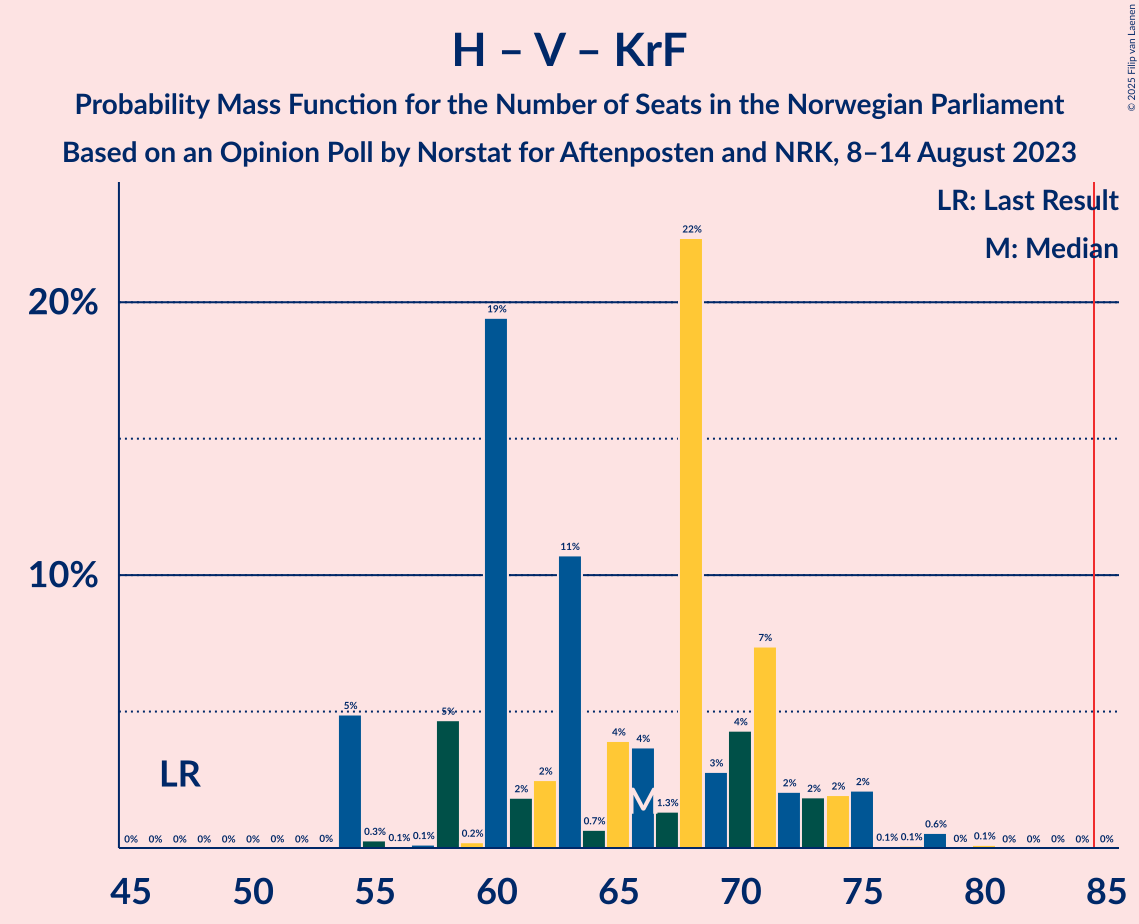 H – V – KrF
Probability Mass Function for the Number of Seats in the Norwegian Parliament
Based on an Opinion Poll by Norstat for Aftenposten and NRK, 8–14 August 2023
© 2025 Filip van Laenen
LR: Last Result
M: Median
20%
10%
LR
M
0% 0% 0% 0% 0% 0% 0% 0% 0% 5% 0.3% 0.1% 0.1% 5% 0.2% 19% 2% 2% 11% 0.7% 4% 4% 1.3% 22% 3% 4% 7% 2% 2% 2% 2% 0.1% 0.1% 0.6% 0% 0.1% 0% 0% 0% 0% 0%
45 50 55 60 65 70 75 80 85